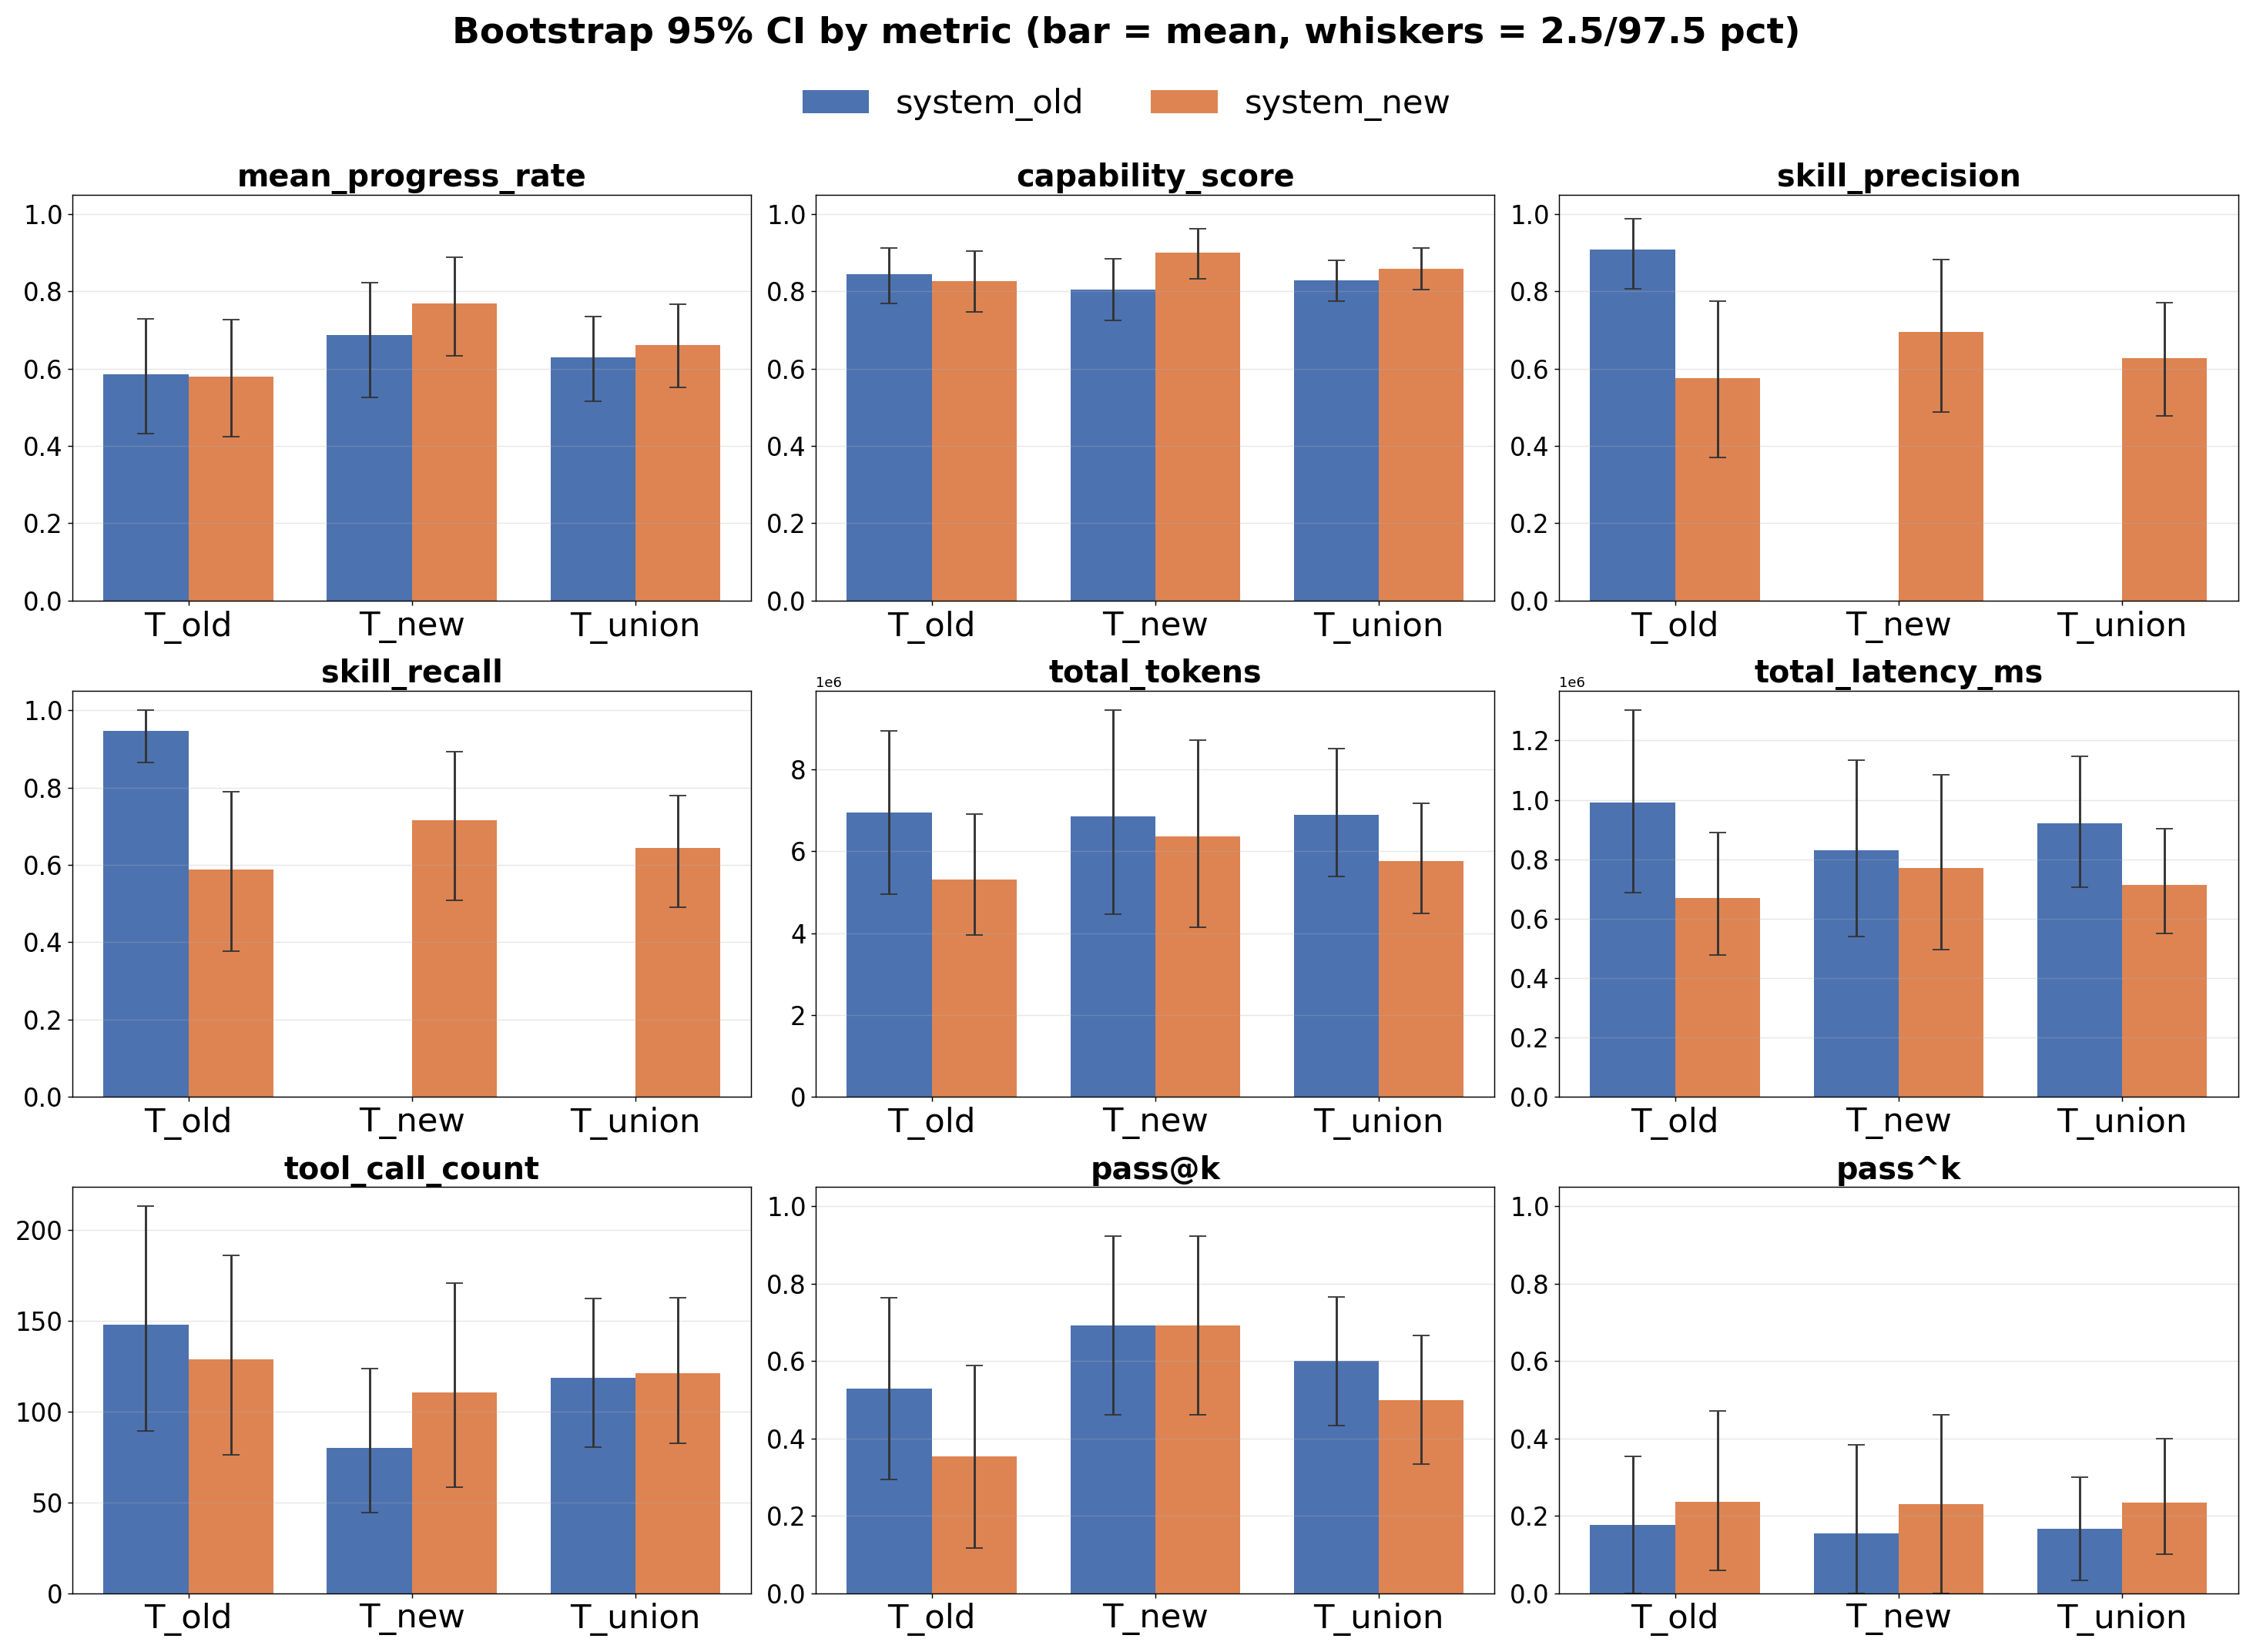 Bootstrap 95% CI by metric (bar = mean, whiskers = 2.5/97.5 pct)
system_old system_new
mean_progress_rate
1.0
0.8
0.6
0.4
0.2
0.0
T_old T_new T_union
capability_score
1.0
0.8
0.6
0.4
0.2
0.0
T_old T_new T_union
skill_precision
1.0
0.8
0.6
0.4
0.2
0.0
T_old T_new T_union
skill_recall
1.0
0.8
0.6
0.4
0.2
0.0
T_old T_new T_union
total_tokens
1e6
8
6
4
2
0
T_old T_new T_union
total_latency_ms
1e6
1.2
1.0
0.8
0.6
0.4
0.2
0.0
T_old T_new T_union
tool_call_count
200
150
100
50
0
T_old T_new T_union
pass@k
1.0
0.8
0.6
0.4
0.2
0.0
T_old T_new T_union
pass^k
1.0
0.8
0.6
0.4
0.2
0.0
T_old T_new T_union